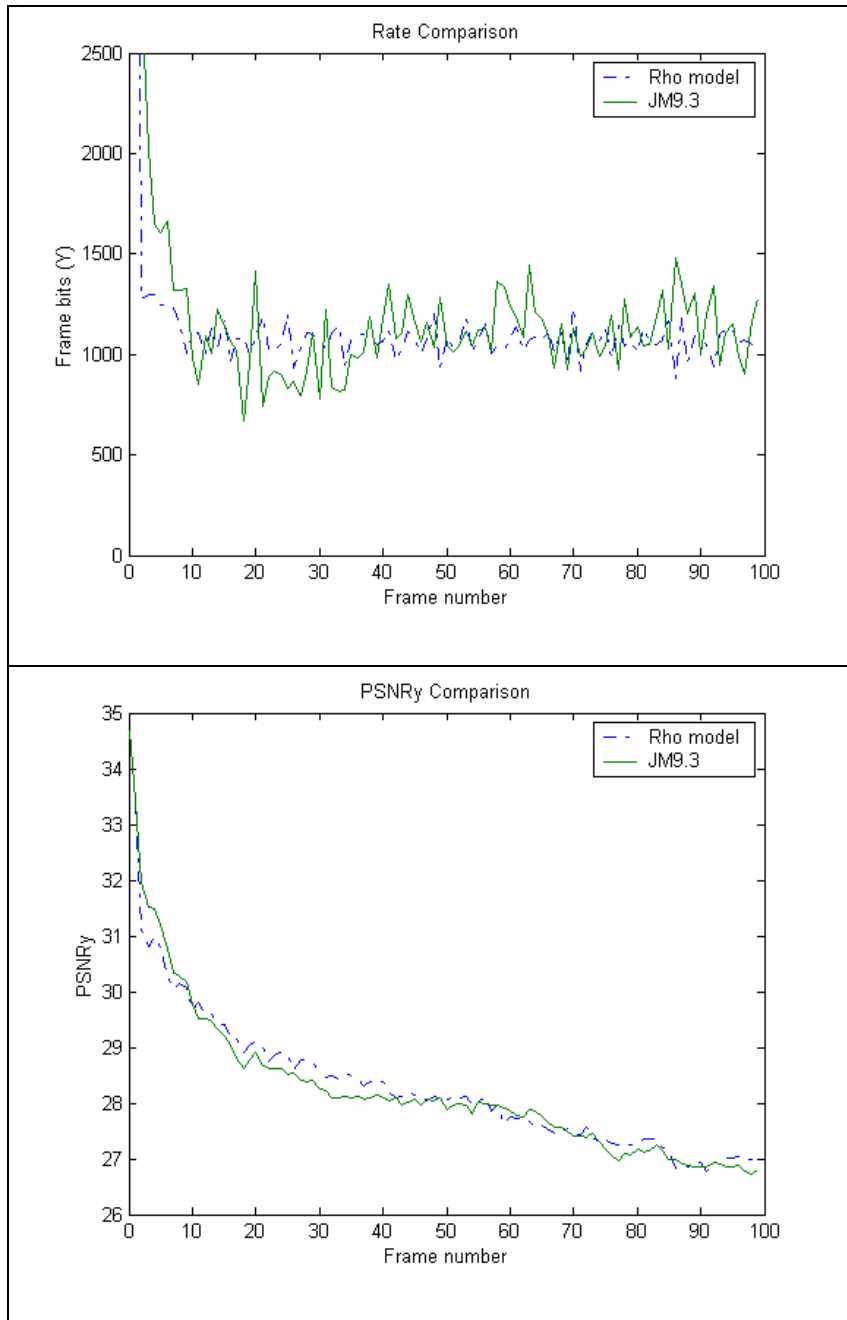 Rate Comparison
2500
2000
1500
1000
500
0
Frame bits (Y)
Rho model
JM9.3
0 10 20 30 40 50 60 70 80 90 100
Frame number
PSNRy Comparison
35
34
33
32
31
30
29
28
27
26
PSNRy
Rho model
JM9.3
0 10 20 30 40 50 60 70 80 90 100
Frame number